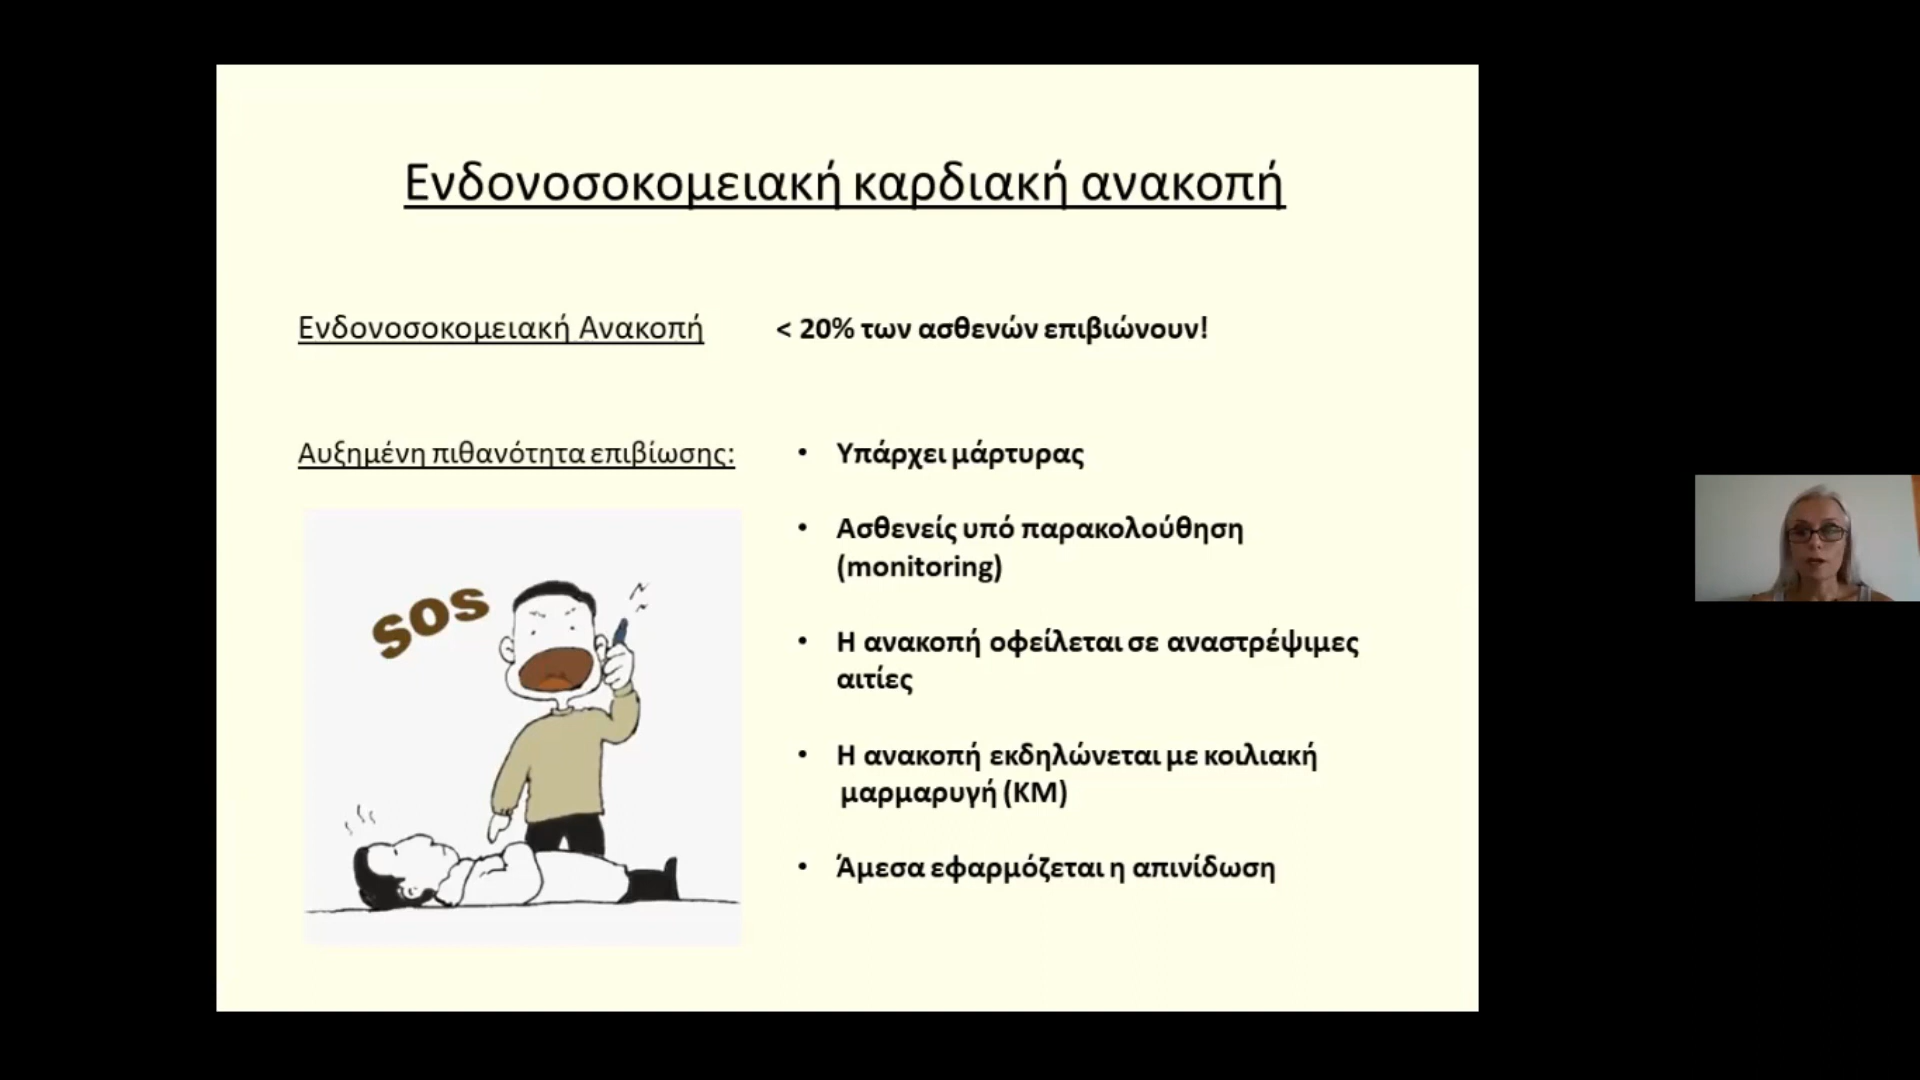 Ενδονοσοκομειακή καρδιακή ανακοπή
Ενδονοσοκομειακή Ανακοπή < 20% των ασθενών επιβιώνουν!
Αυξημένη πιθανότητα επιβίωσης:
• Υπάρχει μάρτυρας
• Ασθενείς υπό παρακολούθηση
(monitoring)
• Η ανακοπή οφείλεται σε αναστρέψιμες
αιτίες
• Η ανακοπή εκδηλώνεται με κοιλιακή
μαρμαρυγή (ΚΜ)
• Άμεσα εφαρμόζεται η απινίδωση
SOS